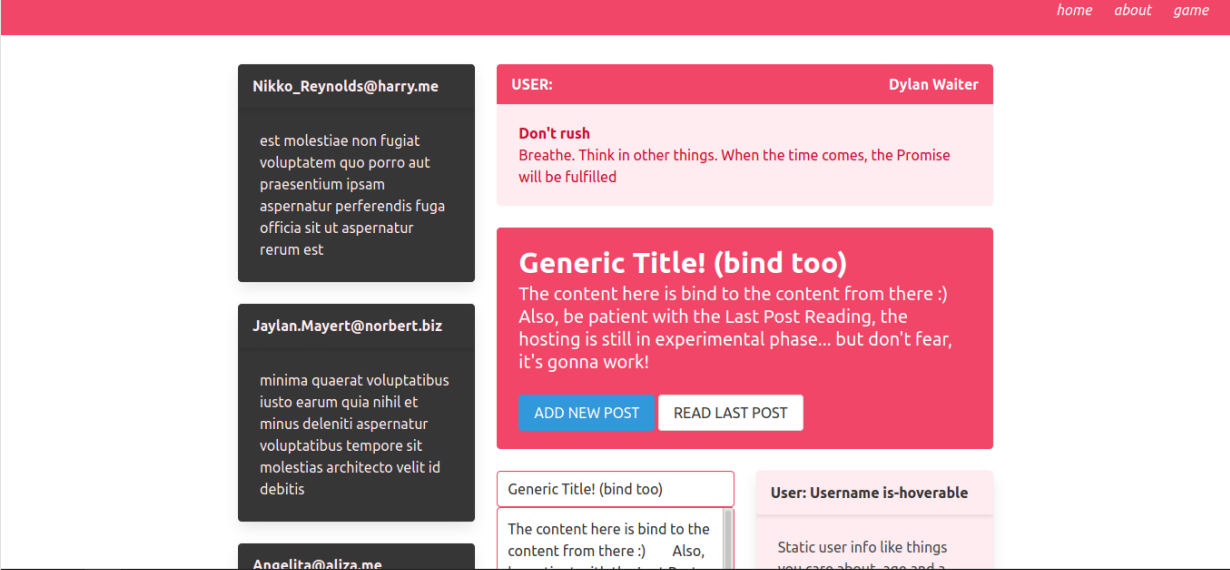 home about game
Nikko_Reynolds@harry.me
est molestiae non fugiat
voluptatem quo porro aut
praesentium ipsam
aspernatur perferendis fuga
officia sit ut aspernatur
rerum est
Jaylan.Mayert@norbert.biz
minima quaerat voluptatibus
iusto earum quia nihil et
minus deleniti aspernatur
voluptatibus tempore sit
molestias architecto velit id
debitis
Angelita@aliza.me
USER: Dylan Waiter
Don't rush
Breathe. Think in other things. When the time comes, the Promise
will be fulfilled
Generic Title! (bind too)
The content here is bind to the content from there :)
Also, be patient with the Last Post Reading, the
hosting is still in experimental phase... but don't fear,
it's gonna work!
ADD NEW POST READ LAST POST
Generic Title! (bind too)
The content here is bind to the
content from there :) Also,
be patient with the Last Post
User: Username is-hoverable
Static user info like things
you care about, age and a